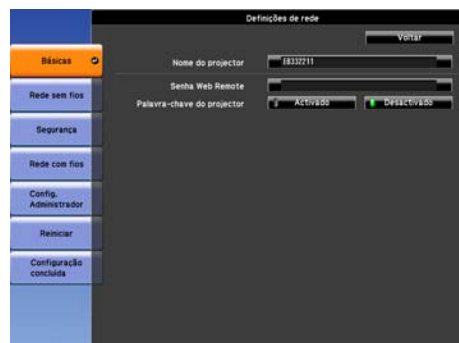 Definições de rede
Voltar
Básicas
Nome do projector
EB332211
Senha Web Remote
Palavra-chave do projector
Activado
Desactivado
Rede sem fios
Segurança
Rede com fios
Config.
Administrador
Reiniciar
Configuração
concluída